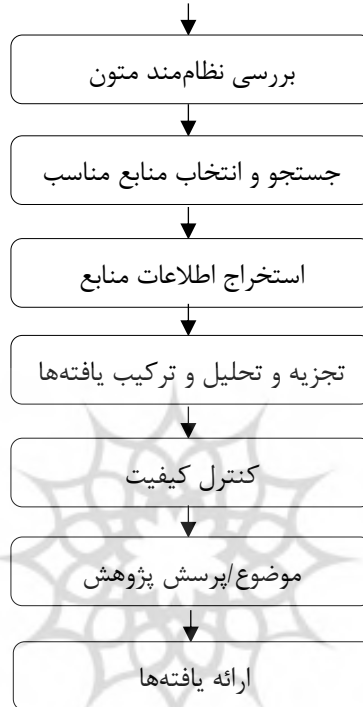 بررسی نظام‌مند متون
جستجو و انتخاب منابع مناسب
استخراج اطلاعات منابع
تجزیه و تحلیل و ترکیب یافته‌ها
کنترل کیفیت
موضوع/پرسش پژوهش
ارائه یافته‌ها